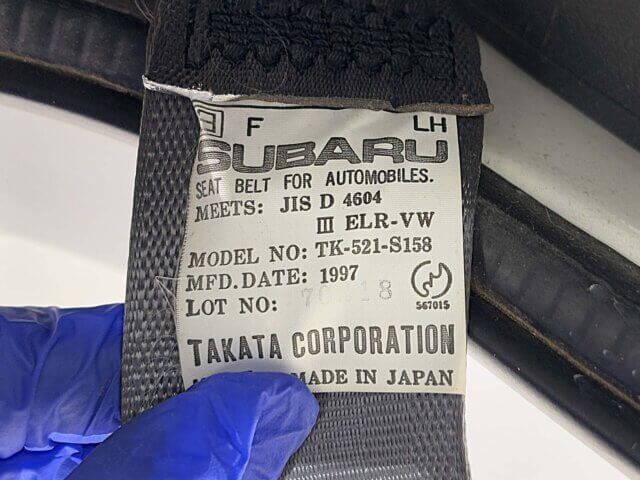 F LH
SUBARU
SEAT BELT FOR AUTOMOBILES.
MEETS: JIS D 4604
III ELR-VW
MODEL NO: TK-521-S158
MFD. DATE: 1997
LOT NO:
S6701S
TAKATA CORPORATION
MADE IN JAPAN